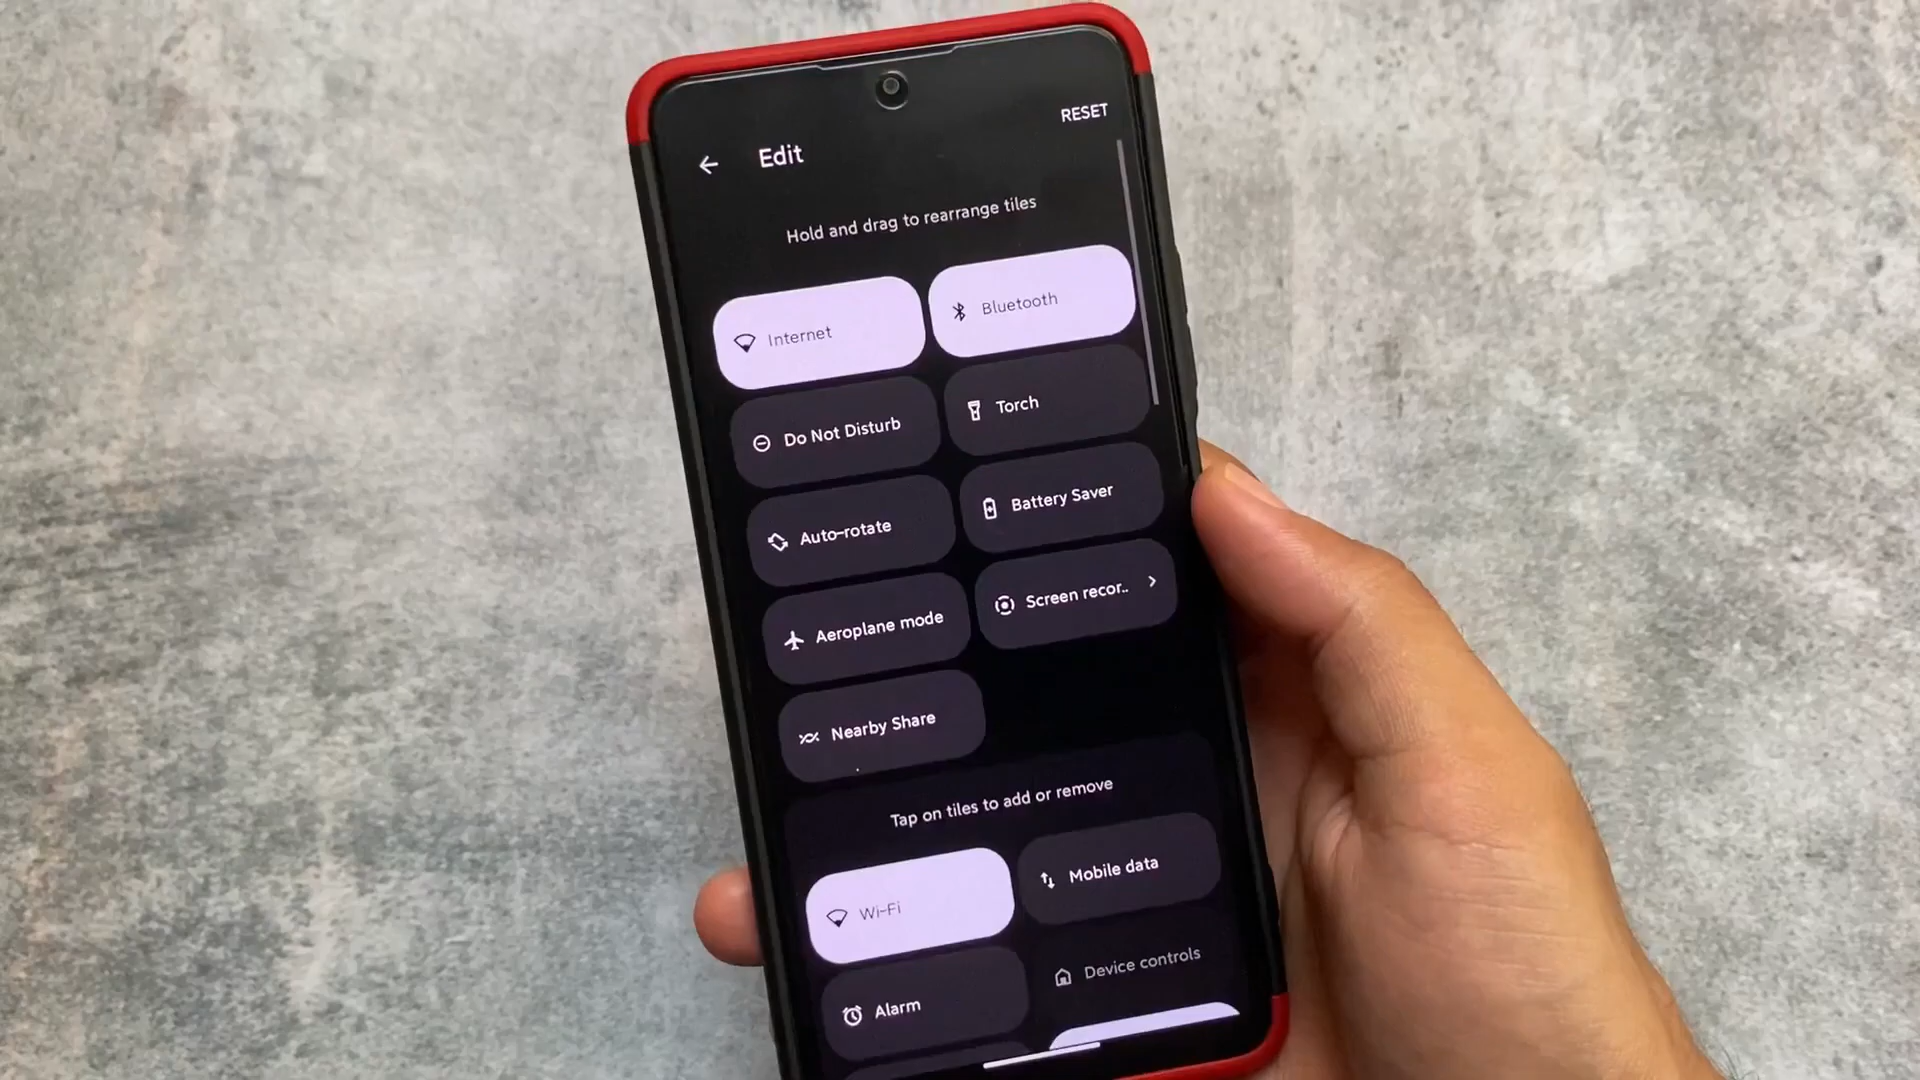 RESET
Edit
Hold and drag to rearrange tiles
Internet
Bluetooth
Do Not Disturb
Torch
Auto-rotate
Battery Saver
Aeroplane mode
Screen recor..
Nearby Share
Tap on tiles to add or remove
Wi-Fi
Mobile data
Alarm
Device controls